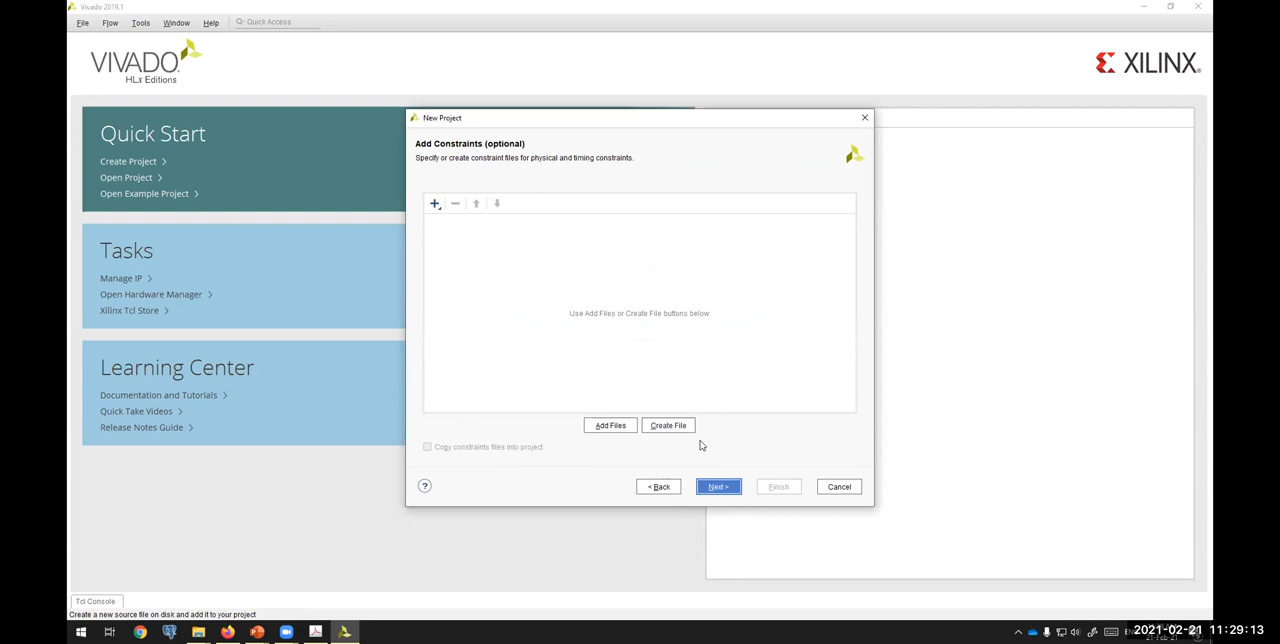 Vivado 2019.1
File Flow Tools Window Help Quick Access
VIVADO
HLx Editions
XILINX
Quick Start
Create Project >
Open Project >
Open Example Project >
Tasks
Manage IP >
Open Hardware Manager >
Xilinx Tcl Store >
Learning Center
Documentation and Tutorials >
Quick Take Videos >
Release Notes Guide >
New Project
Add Constraints (optional)
Specify or create constraint files for physical and timing constraints.
Use Add Files or Create File buttons below
Add Files Create File
Copy constraints files into project
? < Back Next > Finish Cancel
Tcl Console
Create a new source file on disk and add it to your project
2021-02-21 11:29:13